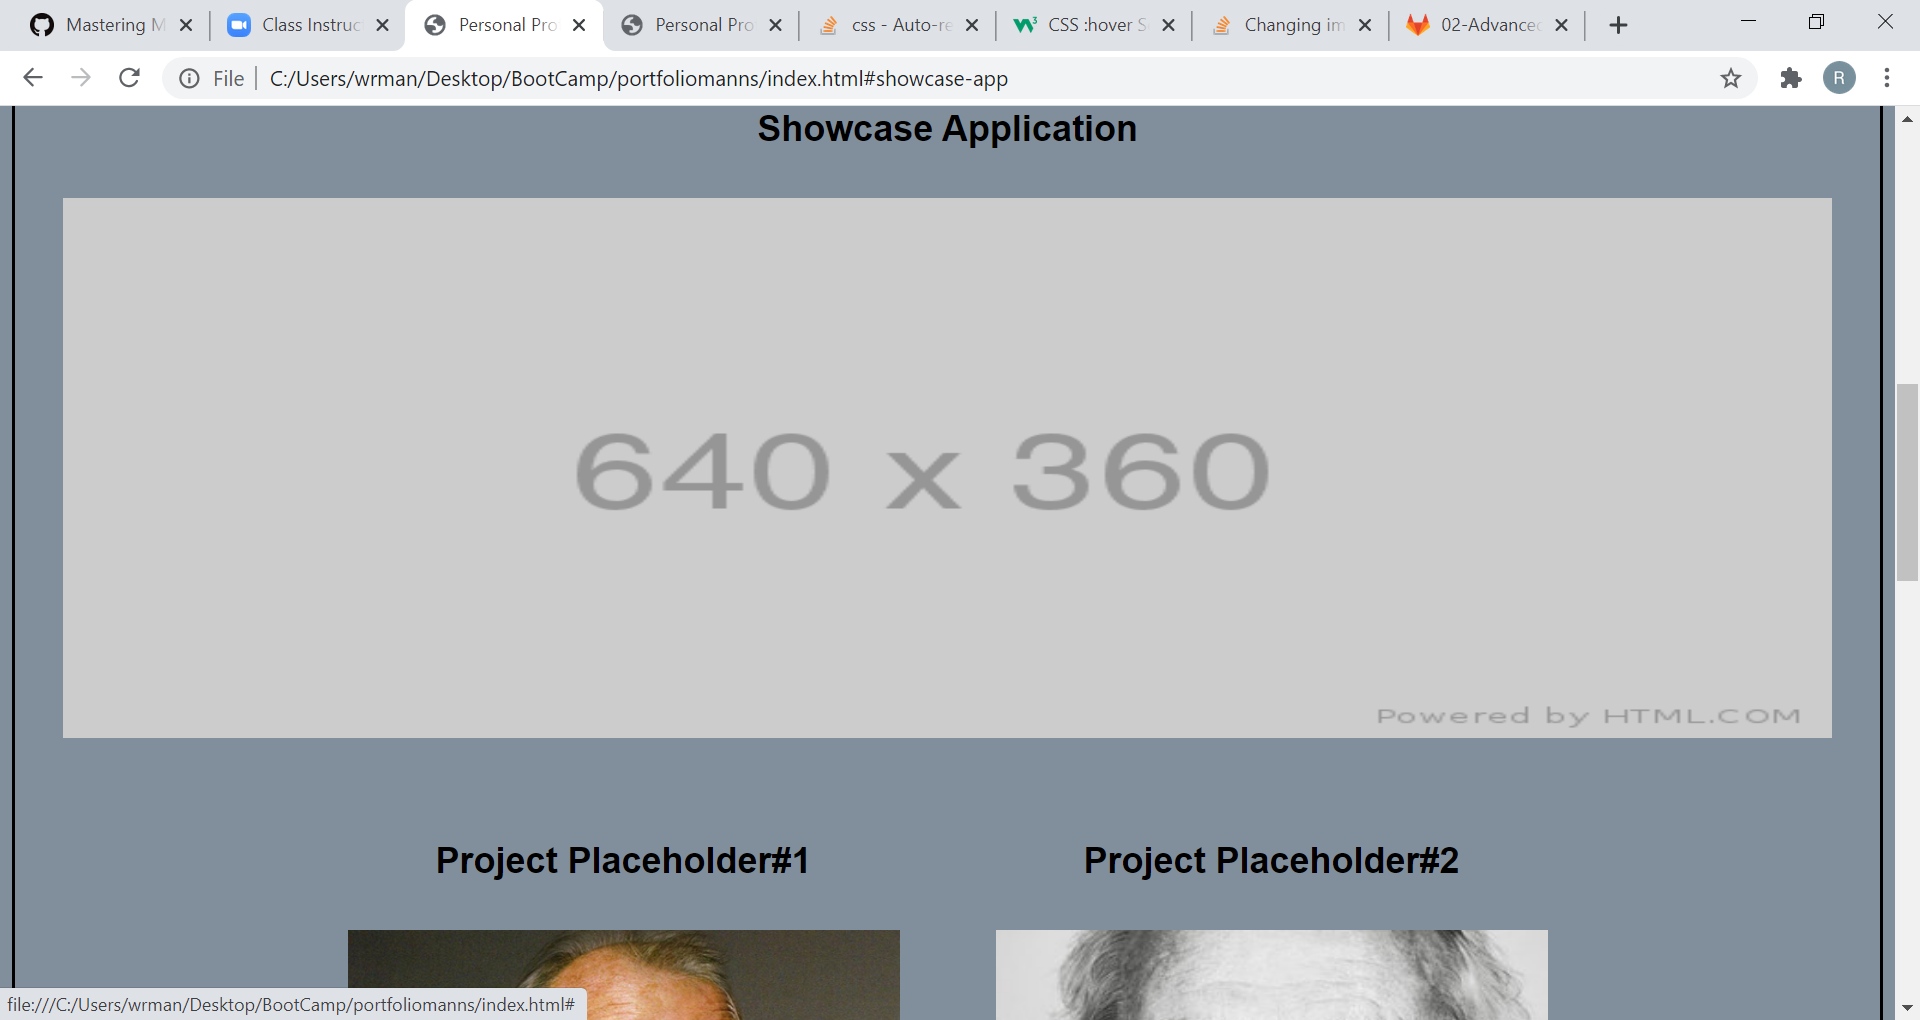 Mastering M
Class Instruc
Personal Pro
Personal Pro
css - Auto-re
CSS :hover S
Changing im
02-Advanced
File
C:/Users/wrman/Desktop/BootCamp/portfoliomanns/index.html#showcase-app
R
Showcase Application
640 x 360
Powered by HTML.COM
Project Placeholder#1
Project Placeholder#2
file:///C:/Users/wrman/Desktop/BootCamp/portfoliomanns/index.html#